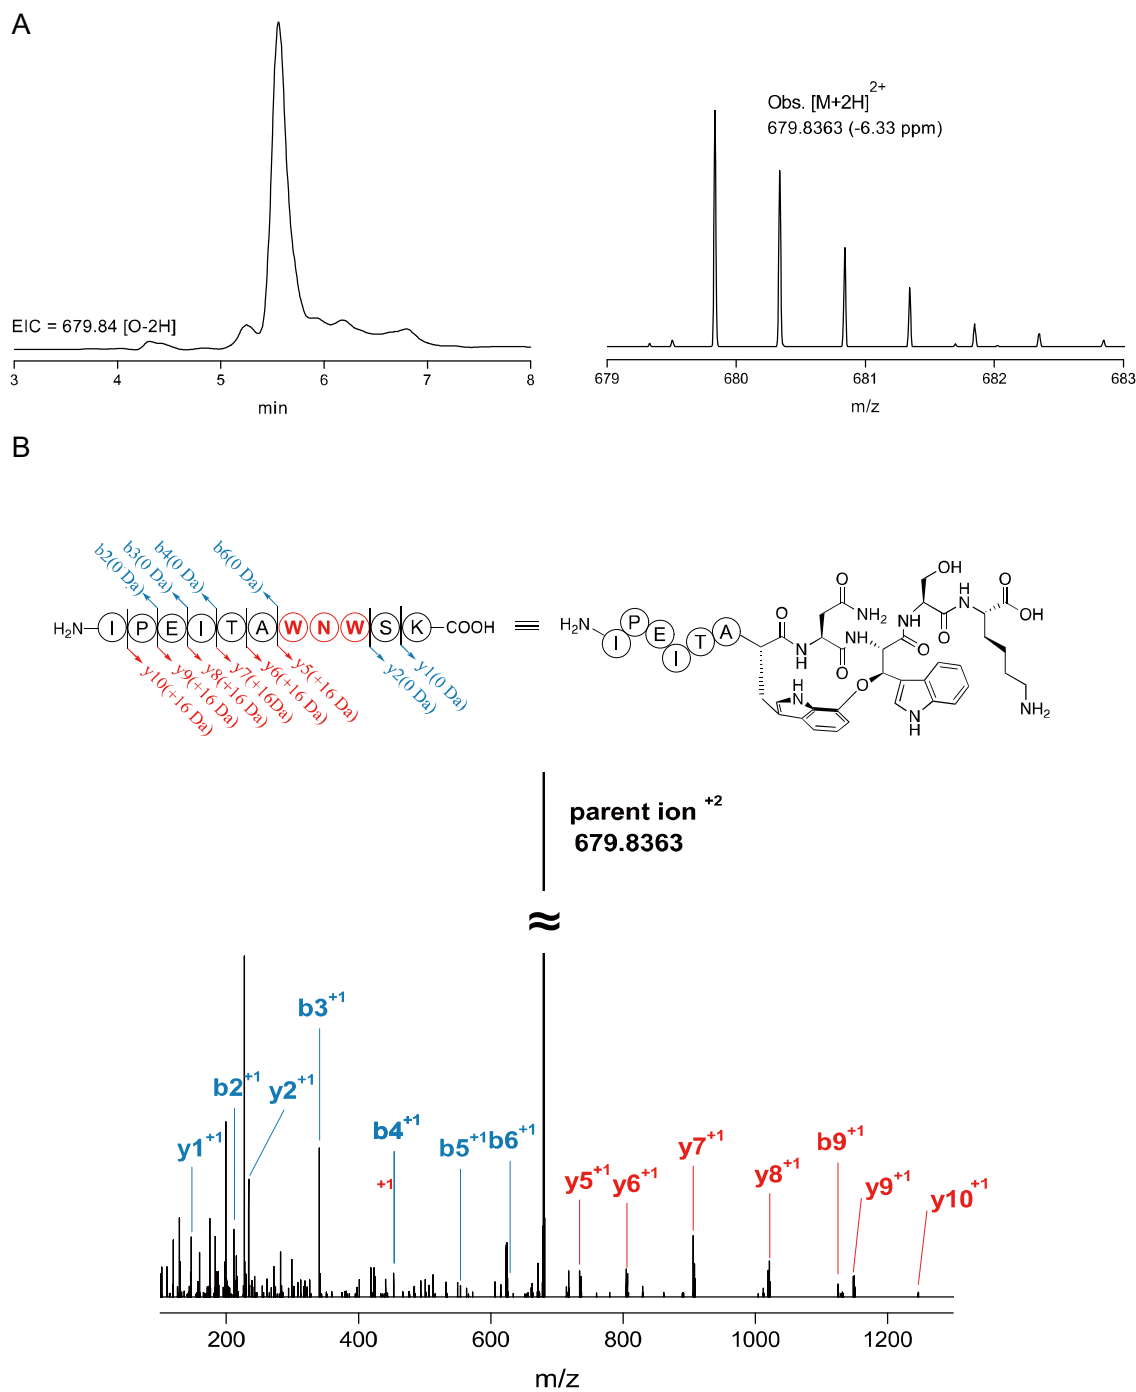 A
Obs. [M+2H]2+
679.8363 (-6.33 ppm)
EIC = 679.84 [O-2H]
3 4 5 6 7 8
min
679 680 681 682 683
m/z
B
b2(0 Da) b3(0 Da) b4(0 Da) b6(0 Da)
H2N I P E I T A W N W S K COOH
y10(+16 Da) y9(+16 Da) y8(+16 Da) y7(+16Da) y6(+16 Da) y5(+16 Da) y2(0 Da) y1(0 Da)
H2N I P E I T A
O O NH2 HN O HN O N H O OH O H N O OH NH2 O NH N H
parent ion +2
679.8363
≈
b3+1
b2+1 y2+1
y1+1 b4+1 b5+1 b6+1 y7+1 b9+1
+1 y5+1 y6+1 y8+1 y9+1 y10+1
200 400 600 800 1000 1200
m/z